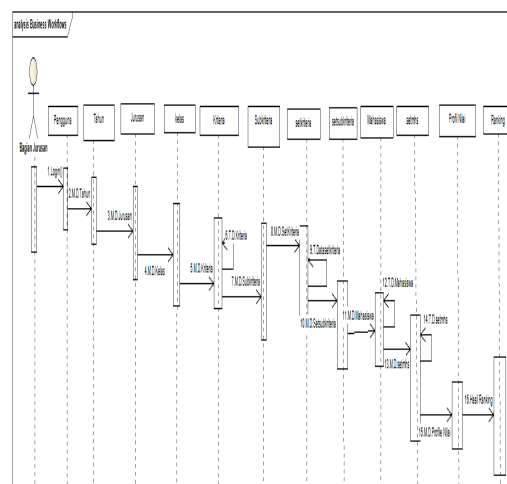 analysis Business Workflows
Pengguna
Tahun
Jurusan
kelas
Kriteria
Subkriteria
setkriteria
setsubkriteria
Mahasiswa
setmhs
Profil Nilai
Ranking
Bagian Jurusan
1.Login|
2.M.D.Tahun
3.M.D.Jurusan
4.M.D.Kelas
5.M.D.Kriteria
6.T.D.Kriteria
7.M.D.Subkriteria
8.M.D.SetKriteria
9.T.Datasetkriteria
10.M.D.Setsubkriteria
11.M.D.Mahasiswa
12.T.D.Mahasiswa
13.M.D.setmhs
14.T.D.setmhs
15.M.D.Profile Nilai
16.Hasil Ranking